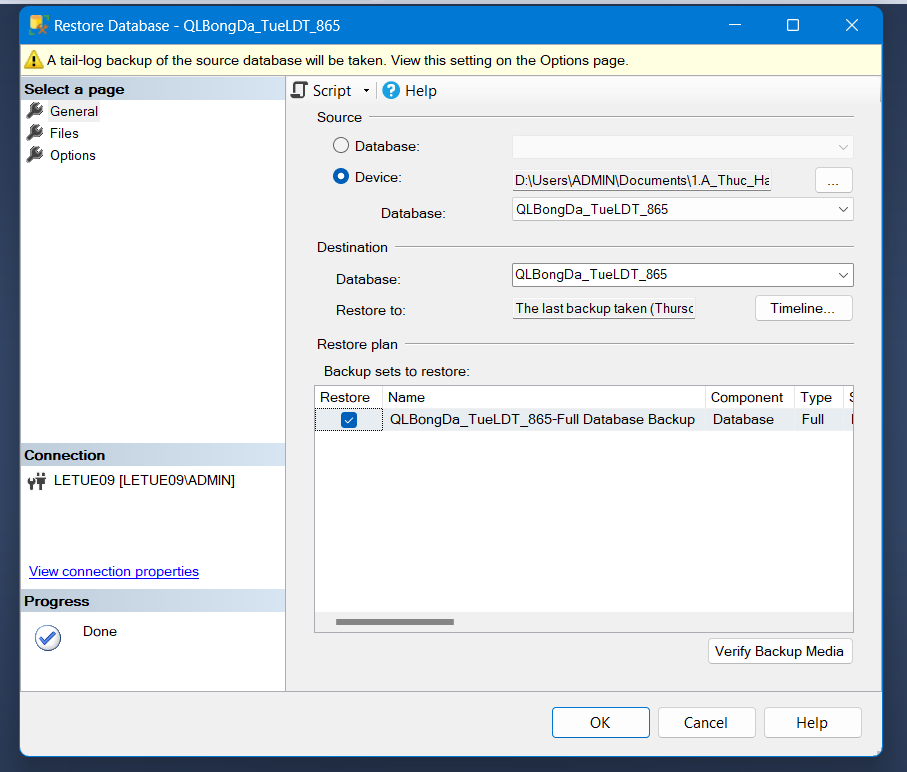 Restore Database - QLBongDa_TueLDT_865
A tail-log backup of the source database will be taken. View this setting on the Options page.
Select a page
General
Files
Options
Script
Help
Source
Database:
Device:
D:\Users\ADMIN\Documents\1.A_Thuc_Ha
...
Database:
QLBongDa_TueLDT_865
Destination
Database:
QLBongDa_TueLDT_865
Restore to:
The last backup taken (Thursd
Timeline...
Restore plan
Backup sets to restore:
Restore Name Component Type
QLBongDa_TueLDT_865-Full Database Backup Database Full
Connection
LETUE09 [LETUE09\ADMIN]
View connection properties
Progress
Done
Verify Backup Media
OK
Cancel
Help